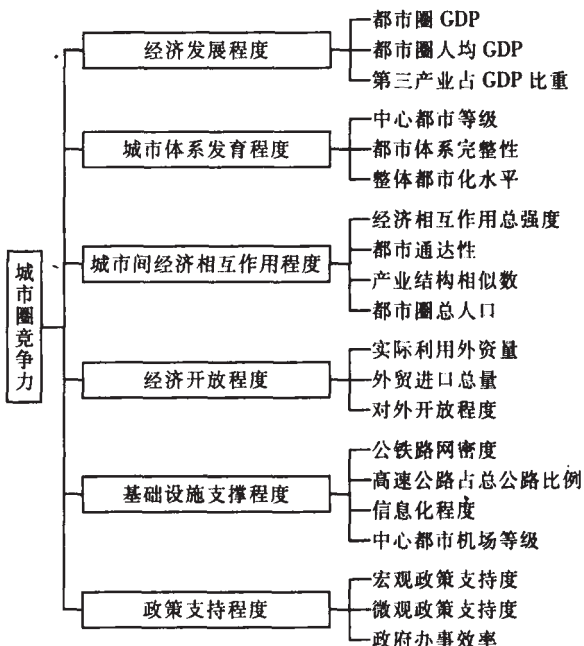 城市圈竞争力
经济发展程度
都市圈 GDP
都市圈人均 GDP
第三产业占 GDP 比重
城市体系发育程度
中心都市等级
都市体系完整性
整体都市化水平
城市间经济相互作用程度
经济相互作用总强度
都市通达性
产业结构相似数
都市圈总人口
经济开放程度
实际利用外资量
外贸进口总量
对外开放程度
基础设施支撑程度
公铁路网密度
高速公路占总公路比例
信息化程度
中心都市机场等级
政策支持程度
宏观政策支持度
微观政策支持度
政府办事效率